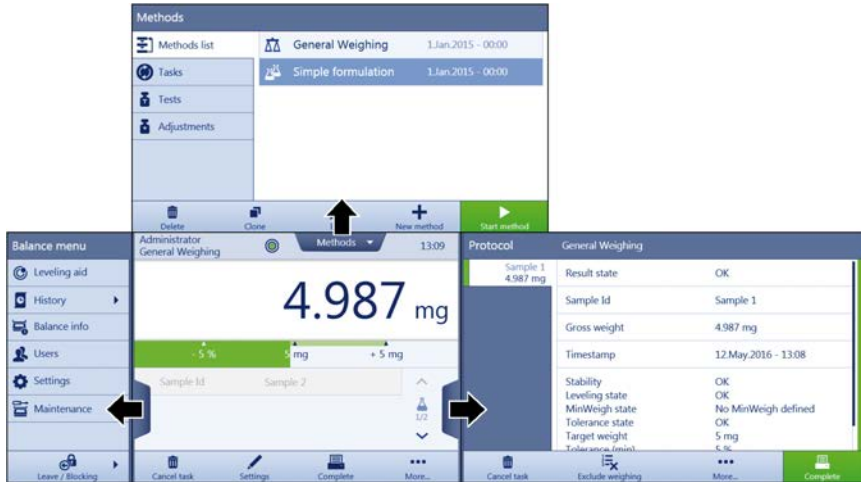 Methods
Methods list
General Weighing 1.Jan.2015 - 00:00
Tasks
Simple formulation 1.Jan.2015 - 00:00
Tests
Adjustments
Delete Clone New method Start method
Balance menu
Leveling aid
History
Balance info
Users
Settings
Maintenance
Leave / Blocking
Administrator
General Weighing
Methods
13:09
4.987 mg
- 5 % 5 mg + 5 mg
Sample Id Sample 2
1/2
Cancel task Settings Complete More...
Protocol General Weighing
Sample 1
4.987 mg
Result state OK
Sample Id Sample 1
Gross weight 4.987 mg
Timestamp 12.May.2016 - 13:08
Stability OK
Leveling state OK
MinWeigh state No MinWeigh defined
Tolerance state OK
Target weight 5 mg
Tolerance (min) 5 %
Cancel task Exclude weighing More... Complete